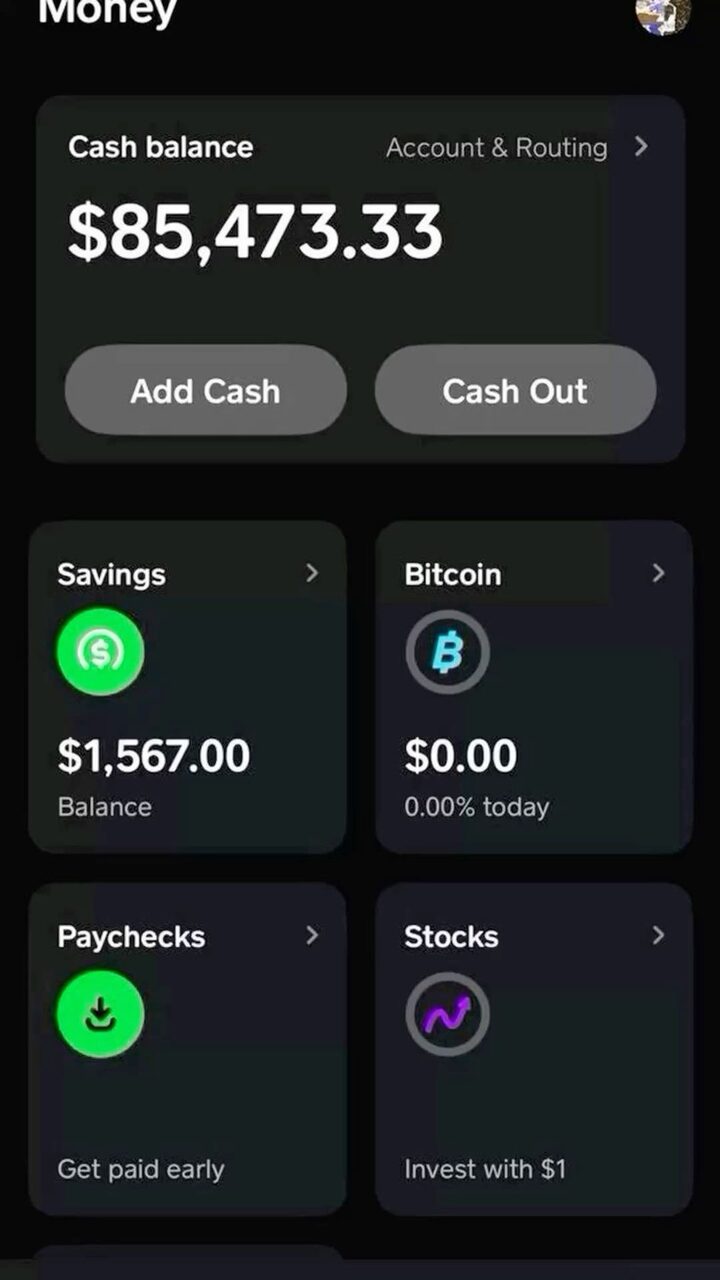 Money
Cash balance
Account & Routing
$85,473.33
Add Cash
Cash Out
Savings
Bitcoin
$1,567.00
$0.00
Balance
0.00% today
Paychecks
Stocks
Get paid early
Invest with $1